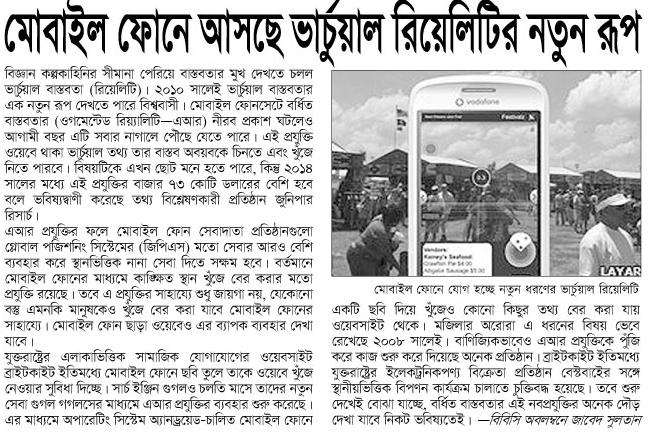 মোবাইল ফোনে আসছে ভার্চুয়াল রিয়েলিটির নতুন রূপ
বিজ্ঞান কল্পকাহিনির সীমানা পেরিয়ে বাস্তবতার মুখ দেখতে চলল
ভার্চুয়াল বাস্তবতা (রিয়েলিটি)। ২০১০ সালেই ভার্চুয়াল বাস্তবতার
এক নতুন রূপ দেখতে পারে বিশ্ববাসী। মোবাইল ফোনসেটে বর্ধিত
বাস্তবতার (ওগমেন্টেড রিয়্যালিটি—এআর) নীরব প্রকাশ ঘটলেও
আগামী বছর এটি সবার নাগালে পৌছে যেতে পারে। এই প্রযুক্তি
ওয়েবে থাকা ভার্চুয়াল তথ্য তার বাস্তব অবয়বকে চিনতে এবং খুঁজে
নিতে পারবে। বিষয়টিকে এখন ছোট মনে হতে পারে, কিন্তু ২০১৪
সালের মধ্যে এই প্রযুক্তির বাজার ৭৩ কোটি ডলারের বেশি হবে
বলে ভবিষ্যদ্বাণী করেছে তথ্য বিশ্লেষণকারী প্রতিষ্ঠান জুনিপার
রিসার্চ।
এআর প্রযুক্তির ফলে মোবাইল ফোন সেবাদাতা প্রতিষ্ঠানগুলো
গ্লোবাল পজিশনিং সিস্টেমের (জিপিএস) মতো সেবার আরও বেশি
ব্যবহার করে স্থানভিত্তিক নানা সেবা দিতে সক্ষম হবে। বর্তমানে
মোবাইল ফোনের মাধ্যমে কাঙ্ক্ষিত স্থান খুঁজে বের করার মতো
প্রযুক্তি রয়েছে। তবে এ প্রযুক্তির সাহায্যে শুধু জায়গা নয়, যেকোনো
বস্তু এমনকি মানুষকেও খুঁজে বের করা যাবে মোবাইল ফোনের
সাহায্যে। মোবাইল ফোন ছাড়া ওয়েবেও এর ব্যাপক ব্যবহার দেখা
যাবে।
যুক্তরাষ্ট্রের এলাকাভিত্তিক সামাজিক যোগাযোগের ওয়েবসাইট
ব্রাইটকাইট ইতিমধ্যে মোবাইল ফোনে ছবি তুলে তাকে ওয়েবে খুঁজে
নেওয়ার সুবিধা দিচ্ছে। সার্চ ইঞ্জিন গুগলও চলতি মাসে তাদের নতুন
সেবা গুগল গগলসের মাধ্যমে এআর প্রযুক্তির ব্যবহার শুরু করেছে।
এর মাধ্যমে অপারেটিং সিস্টেম অ্যানড্রয়েড-চালিত মোবাইল ফোনে
vodafone
Festivalz
Vendors:
Kainey's Seafood:
Crawfish Pie $4.00
Alligator Sausage $5.30
LAYAR
মোবাইল ফোনে যোগ হচ্ছে নতুন ধরণের ভার্চুয়াল রিয়েলিটি
একটি ছবি দিয়ে খুঁজেও কোনো কিছুর তথ্য বের করা যায়
ওয়েবসাইট থেকে। মজিলার অরোরা এ ধরনের বিষয় ভেবে
রেখেছে ২০০৮ সালেই। বাণিজ্যিকভাবেও এআর প্রযুক্তিকে পুঁজি
করে কাজ শুরু করে দিয়েছে অনেক প্রতিষ্ঠান। ব্রাইটকাইট ইতিমধ্যে
যুক্তরাষ্ট্রের ইলেকট্রনিকপণ্য বিক্রেতা প্রতিষ্ঠান বেস্টবাইয়ের সঙ্গে
স্থানীয়ভিত্তিক বিপণন কার্যক্রম চালাতে চুক্তিবদ্ধ হয়েছে। তবে শুরু
দেখেই বোঝা যাচ্ছে, বর্ধিত বাস্তবতার এই নবপ্রযুক্তির অনেক দৌড়
দেখা যাবে নিকট ভবিষ্যতেই। —বিবিসি অবলম্বনে জাবেদ সুলতান